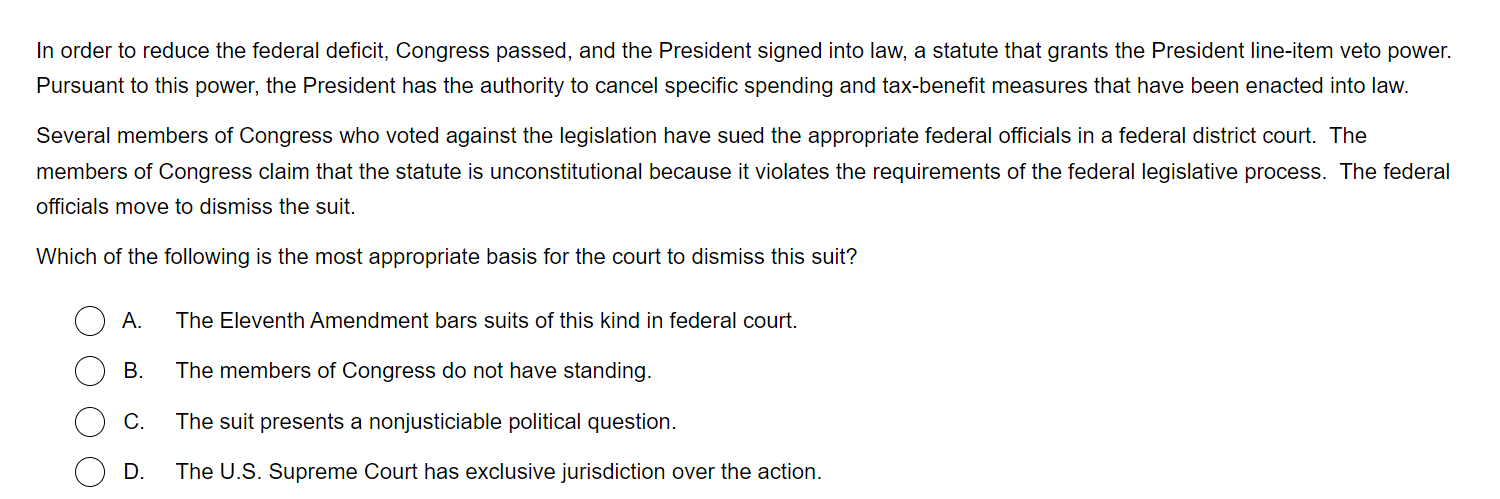 In order to reduce the federal deficit, Congress passed, and the President signed into law, a statute that grants the President line-item veto power.
Pursuant to this power, the President has the authority to cancel specific spending and tax-benefit measures that have been enacted into law.
Several members of Congress who voted against the legislation have sued the appropriate federal officials in a federal district court.  The
members of Congress claim that the statute is unconstitutional because it violates the requirements of the federal legislative process.  The federal
officials move to dismiss the suit.
Which of the following is the most appropriate basis for the court to dismiss this suit?
A. The Eleventh Amendment bars suits of this kind in federal court.
B. The members of Congress do not have standing.
C. The suit presents a nonjusticiable political question.
D. The U.S. Supreme Court has exclusive jurisdiction over the action.